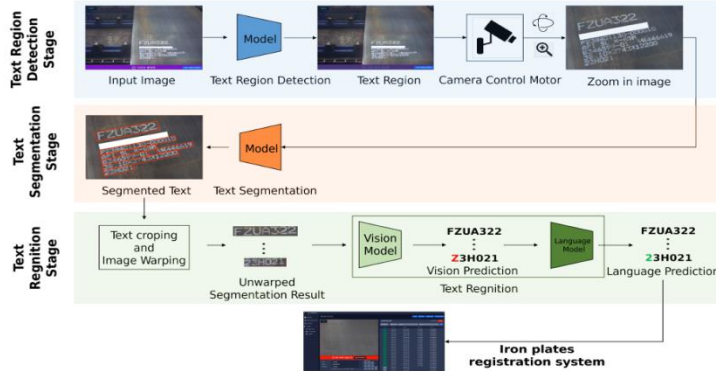 Text Region
Detection
Stage
FZUA322
Model
Input Image
Text Region Detection
Text Region
Camera Control Motor
Zoom in image
Text
Segmentation
Stage
FZUA322
Model
Segmented Text
Text Segmentation
Text
Regnition
Stage
Text croping
and
Image Warping
FZUA322
23H021
Unwarped
Segmentation Result
Vision
Model
FZUA322
Z3H021
Vision Prediction
Language
Model
FZUA322
23H021
Language Prediction
Text Regnition
Iron plates
registration system